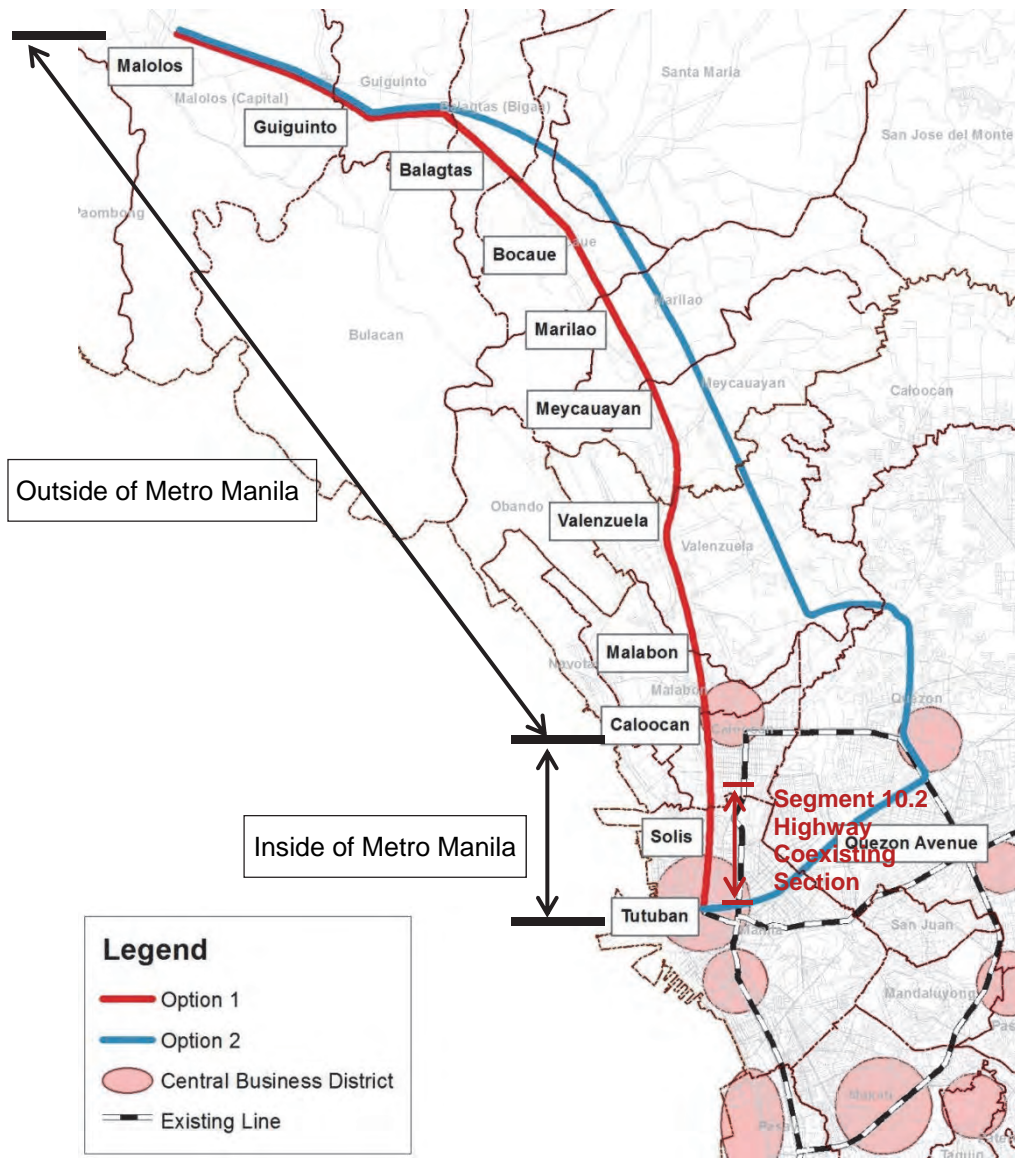 Malolos
Guiguinto
Santa Maria
Malolos (Capital)
Balagtas (Bigaa)
Guiguinto
San Jose del Monte
Balagtas
Paombong
Bocaue
Marilao
Marilao
Bulacan
Meycauayan
Caloocan
Meycauayan
Outside of Metro Manila
Obando
Valenzuela
Valenzuela
Malabon
Malabon
Quezon
Caloocan
Segment 10.2
Highway
Coexisting
Section
Solis
Quezon Avenue
Inside of Metro Manila
Tutuban
Manila
San Juan
Mandaluyong
Makati
Legend
Option 1
Option 2
Central Business District
Existing Line